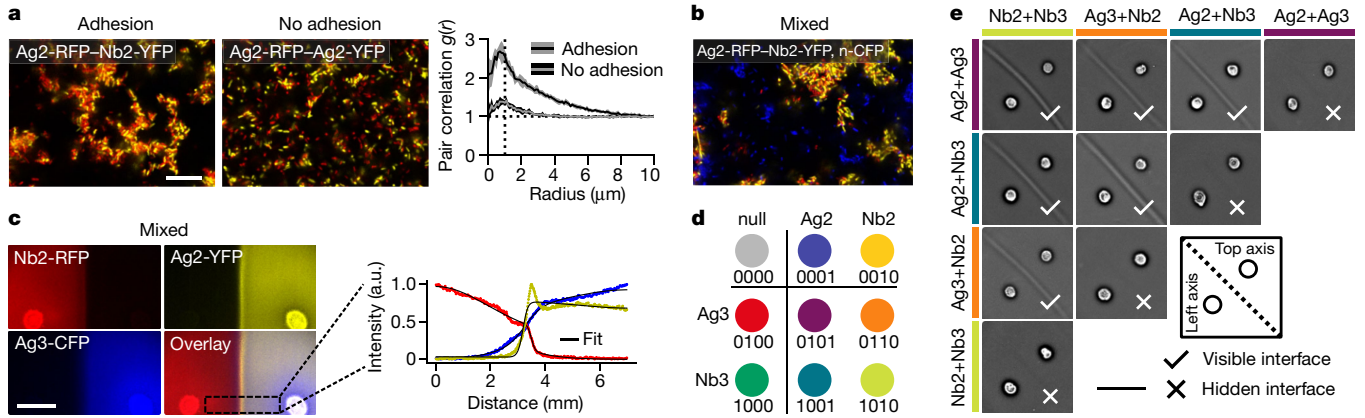 a
Adhesion
No adhesion
Ag2-RFP–Nb2-YFP
Ag2-RFP–Ag2-YFP
Pair correlation g(r)
3
2
1
0
Adhesion
No adhesion
0 2 4 6 8 10
Radius (μm)
b
Mixed
Ag2-RFP–Nb2-YFP, n-CFP
c
Mixed
Nb2-RFP
Ag2-YFP
Ag3-CFP
Overlay
Intensity (a.u.)
1.0
0.5
0
Fit
0 2 4 6
Distance (mm)
d
null Ag2 Nb2
0000 0001 0010
Ag3
0100 0101 0110
Nb3
1000 1001 1010
e
Nb2+Nb3 Ag3+Nb2 Ag2+Nb3 Ag2+Ag3
Ag2+Ag3
Ag2+Nb3
Ag3+Nb2
Nb2+Nb3
Top axis
Left axis
Visible interface
Hidden interface